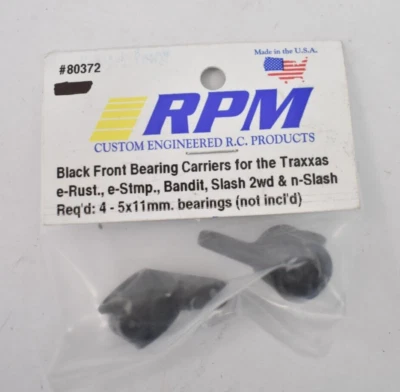 #80372
Made in the U.S.A.
RPM
CUSTOM ENGINEERED R.C. PRODUCTS
Black Front Bearing Carriers for the Traxxas
e-Rust., e-Stmp., Bandit, Slash 2wd & n-Slash
Req'd: 4 - 5x11mm. bearings (not incl'd)